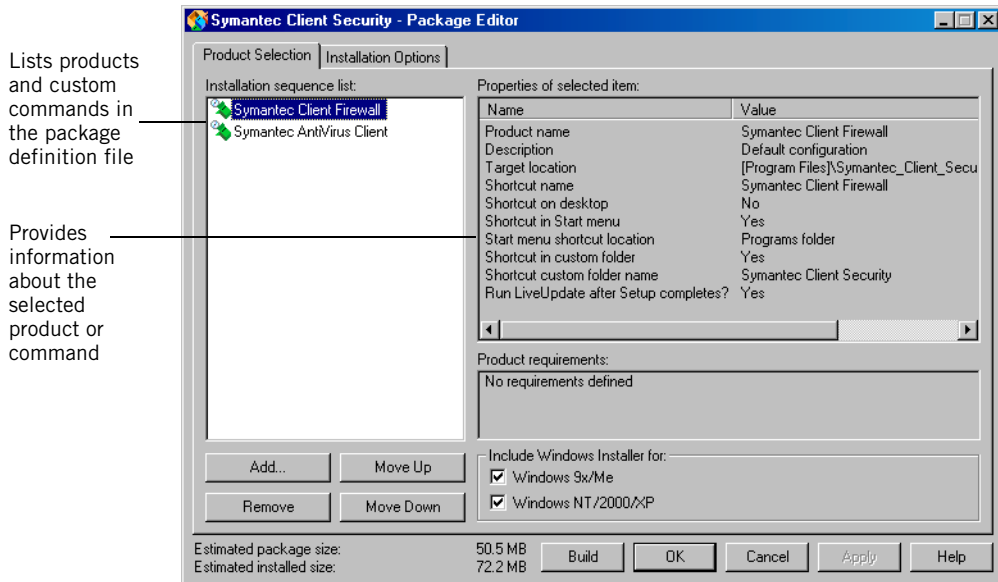 Symantec Client Security - Package Editor
Product Selection
Installation Options
Lists products
and custom
commands in
the package
definition file
Installation sequence list:
Symantec Client Firewall
Symantec AntiVirus Client
Provides
information
about the
selected
product or
command
Properties of selected item:
Name Value
Product name Symantec Client Firewall
Description Default configuration
Target location [Program Files]\Symantec_Client_Secu
Shortcut name Symantec Client Firewall
Shortcut on desktop No
Shortcut in Start menu Yes
Start menu shortcut location Programs folder
Shortcut in custom folder Yes
Shortcut custom folder name Symantec Client Security
Run LiveUpdate after Setup completes? Yes
Product requirements:
No requirements defined
Add... Move Up
Remove Move Down
Include Windows Installer for:
Windows 9x/Me
Windows NT/2000/XP
Estimated package size: 50.5 MB
Estimated installed size: 72.2 MB
Build OK Cancel Apply Help